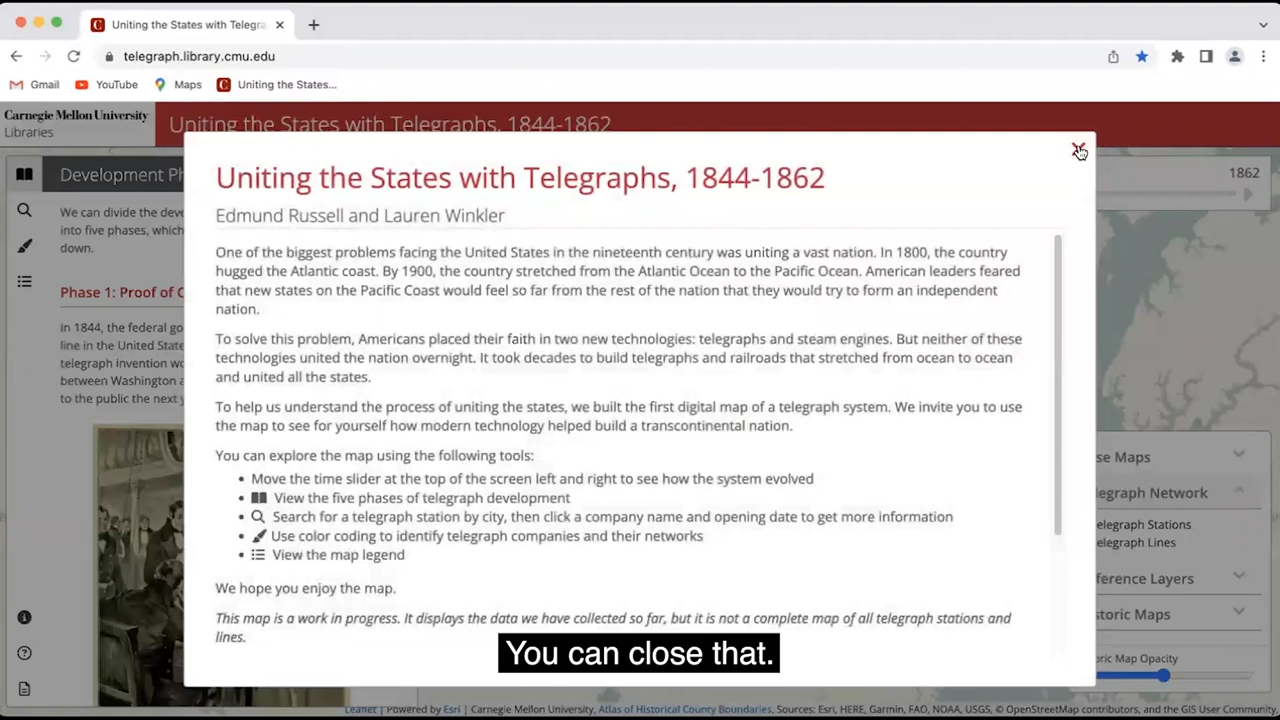 Uniting the States with Telegra
telegraph.library.cmu.edu
Gmail YouTube Maps Uniting the States...
Carnegie Mellon University
Libraries
Uniting the States with Telegraphs, 1844-1862
Development Ph
We can divide the deve
into five phases, which
down.
Phase 1: Proof of C
In 1844, the federal go
line in the United State
telegraph invention wo
between Washington a
to the public the next y
Uniting the States with Telegraphs, 1844-1862
Edmund Russell and Lauren Winkler
One of the biggest problems facing the United States in the nineteenth century was uniting a vast nation. In 1800, the country
hugged the Atlantic coast. By 1900, the country stretched from the Atlantic Ocean to the Pacific Ocean. American leaders feared
that new states on the Pacific Coast would feel so far from the rest of the nation that they would try to form an independent
nation.
To solve this problem, Americans placed their faith in two new technologies: telegraphs and steam engines. But neither of these
technologies united the nation overnight. It took decades to build telegraphs and railroads that stretched from ocean to ocean
and united all the states.
To help us understand the process of uniting the states, we built the first digital map of a telegraph system. We invite you to use
the map to see for yourself how modern technology helped build a transcontinental nation.
You can explore the map using the following tools:
• Move the time slider at the top of the screen left and right to see how the system evolved
• View the five phases of telegraph development
• Search for a telegraph station by city, then click a company name and opening date to get more information
• Use color coding to identify telegraph companies and their networks
• View the map legend
We hope you enjoy the map.
This map is a work in progress. It displays the data we have collected so far, but it is not a complete map of all telegraph stations and
lines.
You can close that.
1862
se Maps
legraph Network
elegraph Stations
elegraph Lines
ference Layers
storic Maps
oric Map Opacity
Leaflet | Powered by Esri | Carnegie Mellon University, Atlas of Historical County Boundaries, Sources: Esri, HERE, Garmin, FAO, NOAA, USGS, © OpenStreetMap contributors, and the GIS User Community,